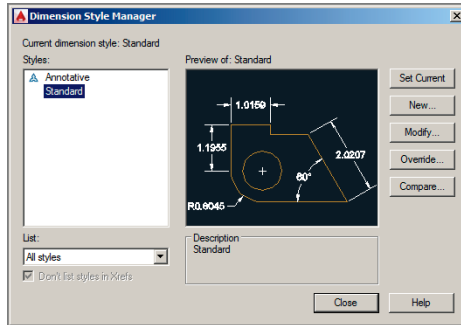 Dimension Style Manager
Current dimension style: Standard
Styles:
Annotative
Standard
Preview of: Standard
1.0159
1.1955
2.0207
60°
R0.6045
Set Current
New...
Modify...
Override...
Compare...
List:
All styles
Don't list styles in Xrefs
Description
Standard
Close
Help